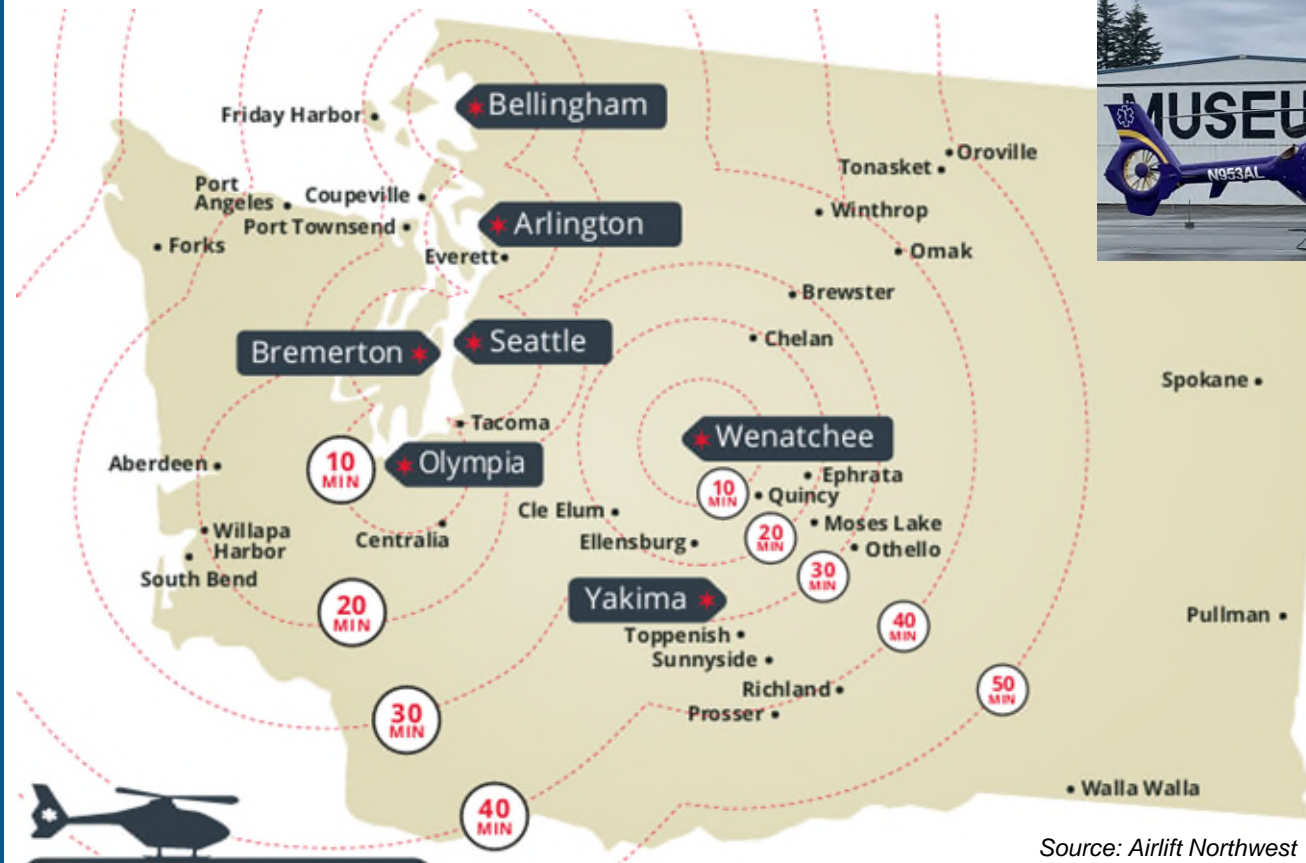 Bellingham
Friday Harbor
MUSEU
N953AL
Oroville
Tonasket
Port
Angeles
Coupeville
Winthrop
Port Townsend
Arlington
Forks
Everett
Omak
Brewster
Bremerton
Seattle
Chelan
Spokane
Tacoma
Wenatchee
Aberdeen
10
MIN
Olympia
Ephrata
10
MIN
Quincy
Cle Elum
Moses Lake
Willapa
Harbor
Centralia
Ellensburg
20
MIN
Othello
South Bend
30
MIN
Yakima
20
MIN
Pullman
40
MIN
Toppenish
Sunnyside
Richland
50
MIN
Prosser
30
MIN
Walla Walla
40
MIN
Source: Airlift Northwest